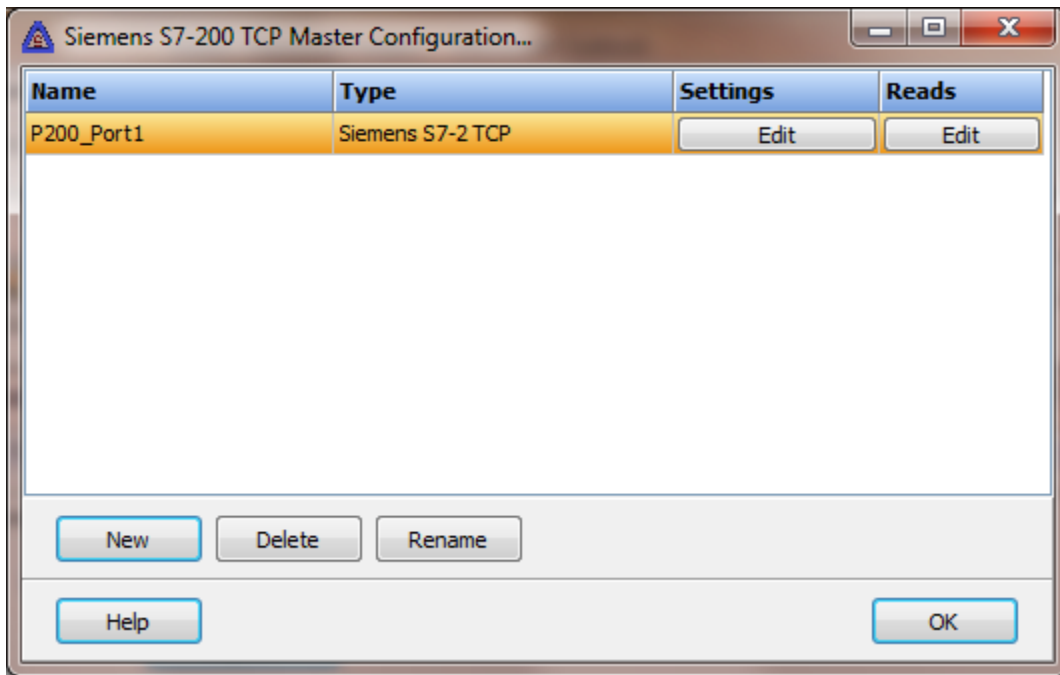 Siemens S7-200 TCP Master Configuration...
Name Type Settings Reads
P200_Port1 Siemens S7-2 TCP Edit Edit
New Delete Rename
Help OK